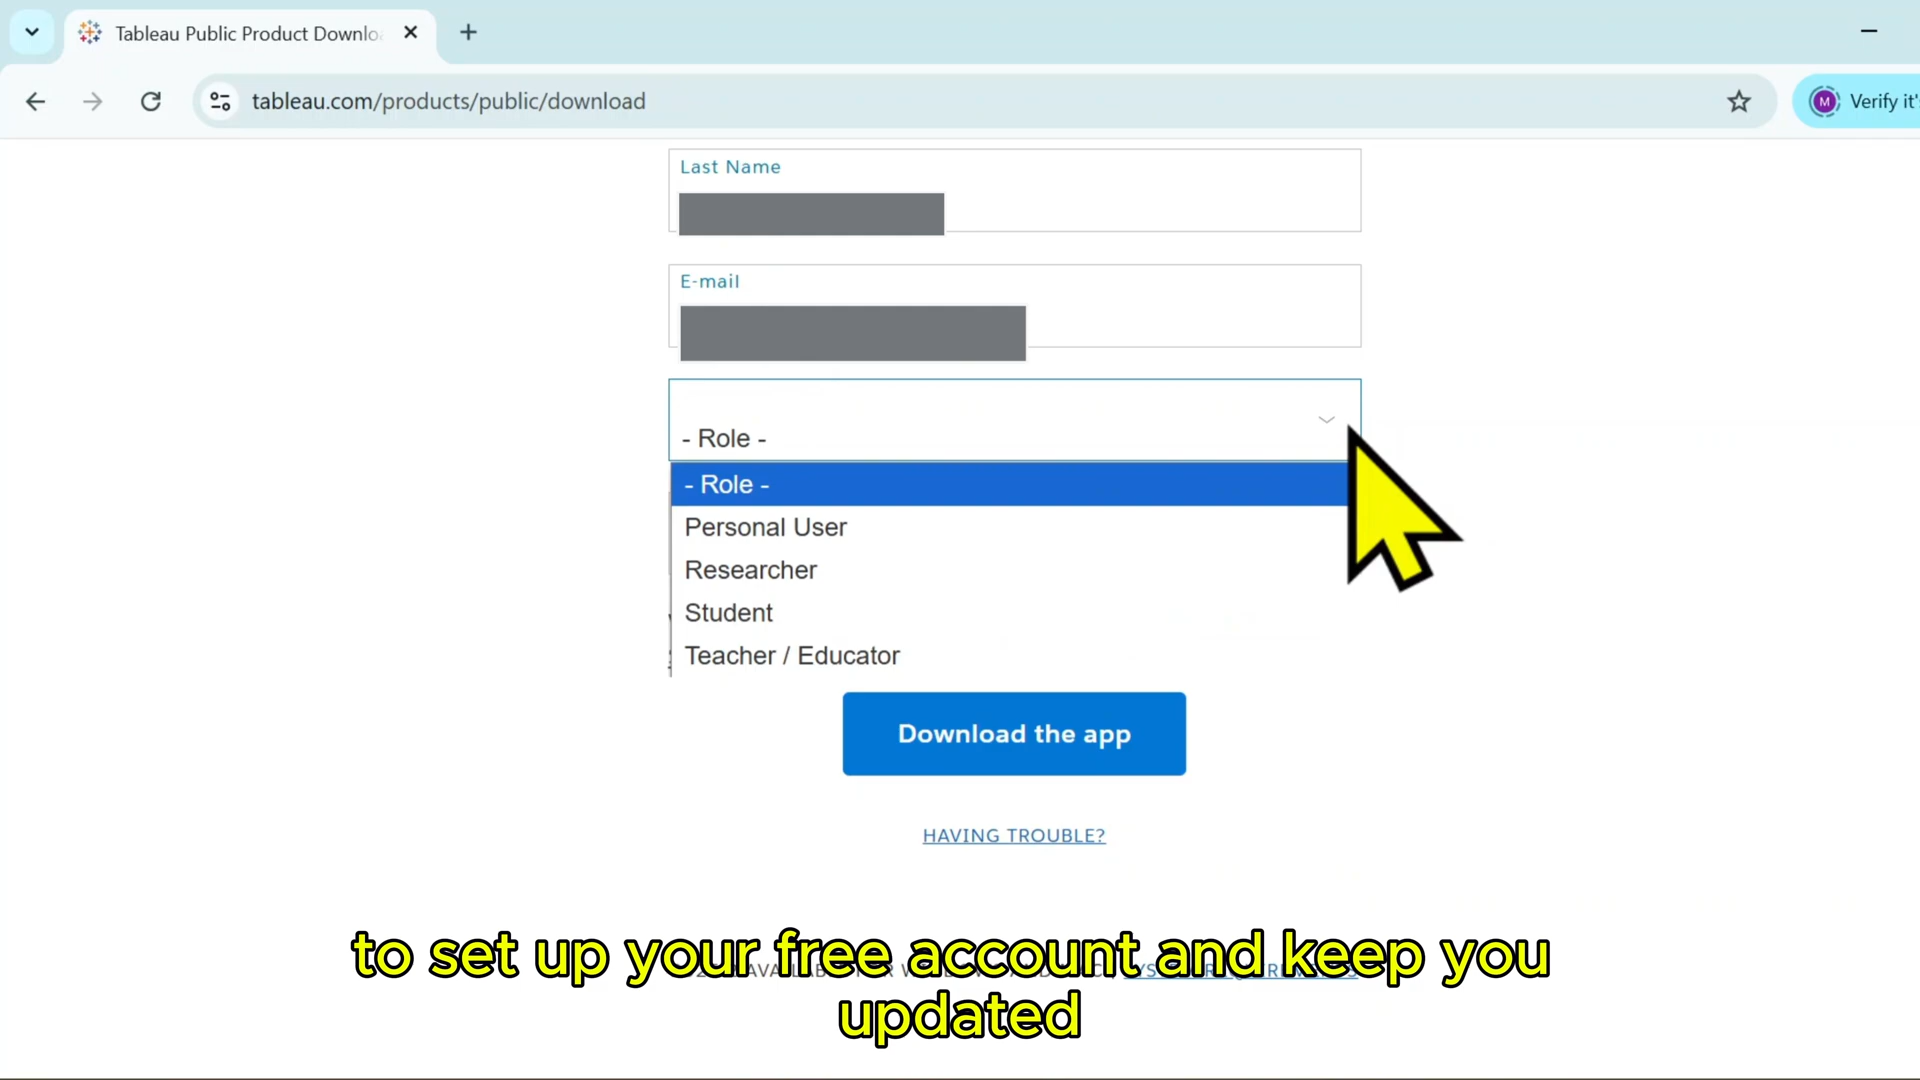 Tableau Public Product Downlo
tableau.com/products/public/download
M
Verify it's
Last Name
E-mail
- Role -
- Role -
Personal User
Researcher
Student
Teacher / Educator
Download the app
HAVING TROUBLE?
to set up your free account and keep you
updated